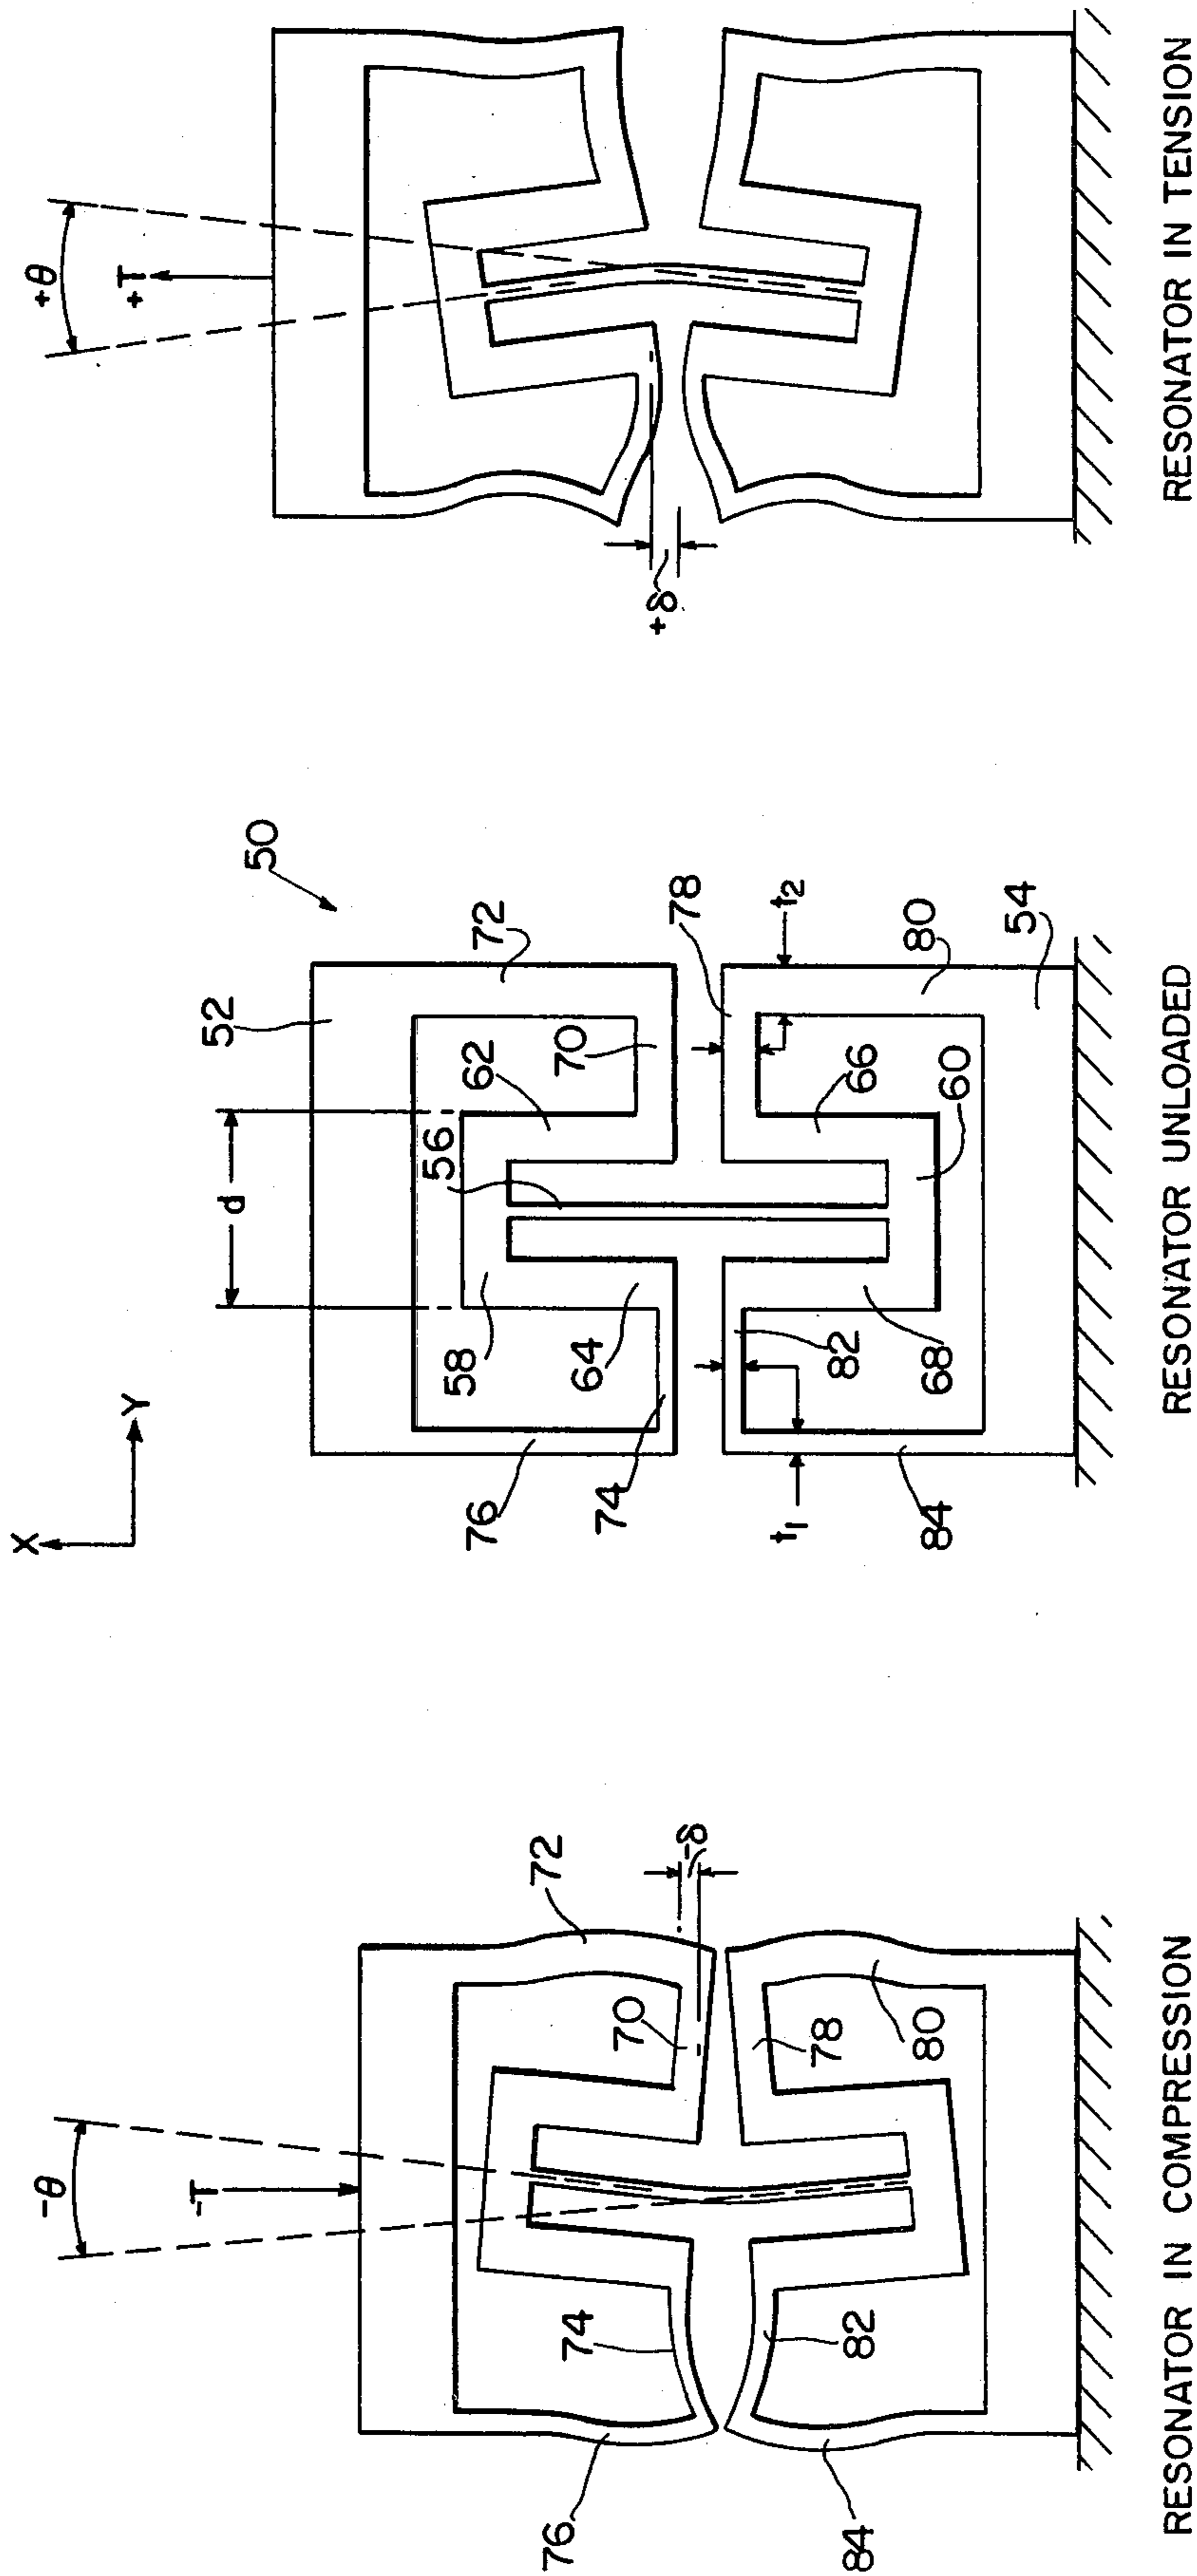 -θ
-T
72
-δ
70
78
80
74
82
76
84
RESONATOR IN COMPRESSION
X
Y
50
52
d
72
56
62
70
78
t2
58
64
66
60
80
54
76
74
82
68
t1
84
RESONATOR UNLOADED
+θ
+T
+δ
RESONATOR IN TENSION